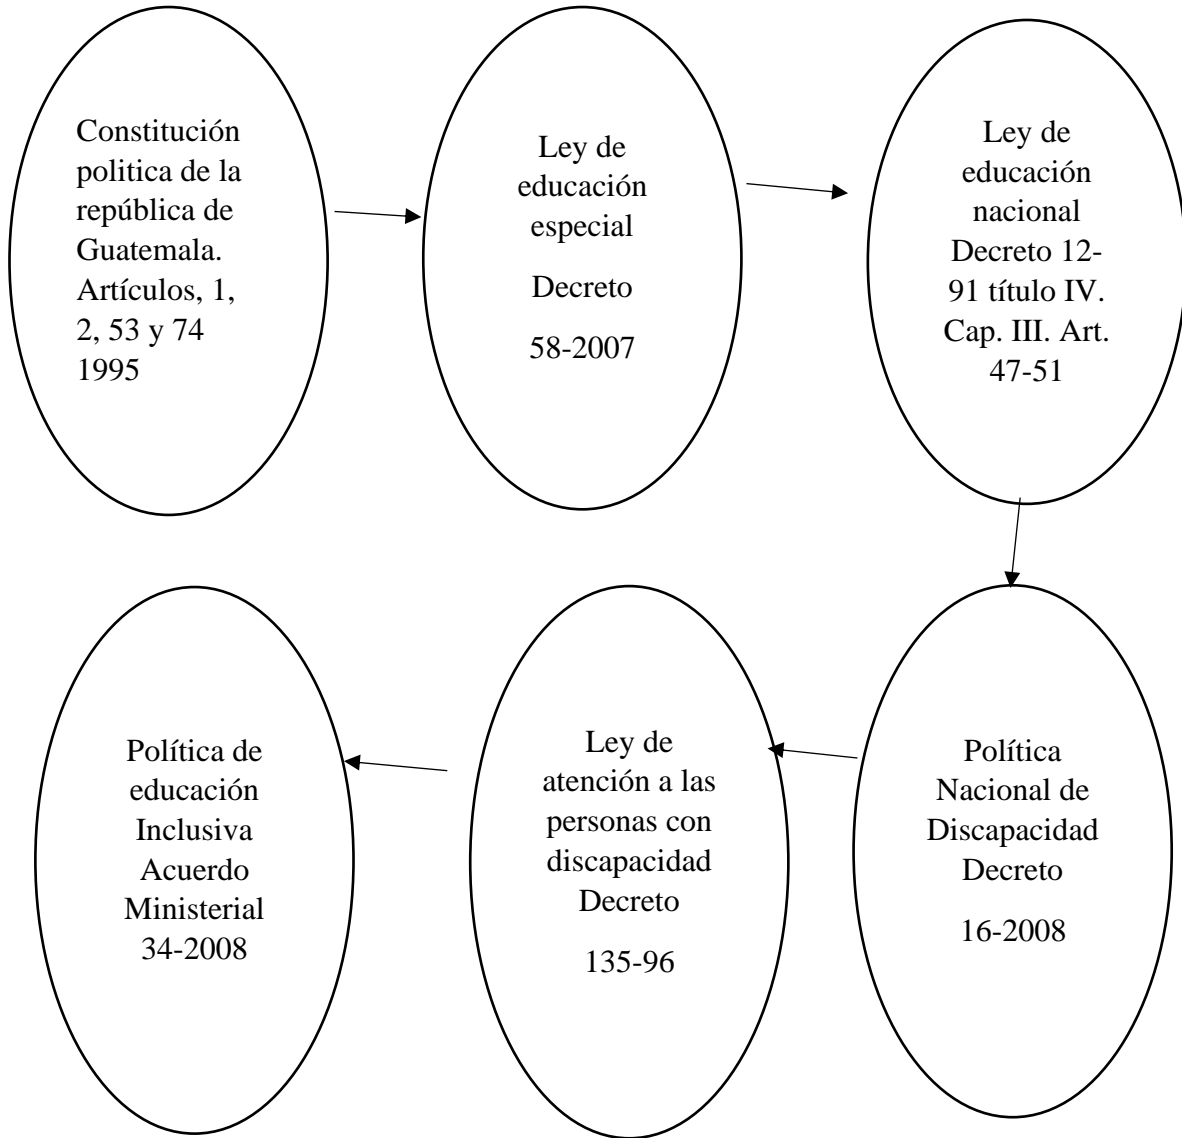 Constitución
politica de la
república de
Guatemala.
Artículos, 1,
2, 53 y 74
1995
Ley de
educación
especial
Decreto
58-2007
Ley de
educación
nacional
Decreto 12-
91 título IV.
Cap. III. Art.
47-51
Política
Nacional de
Discapacidad
Decreto
16-2008
Ley de
atención a las
personas con
discapacidad
Decreto
135-96
Política de
educación
Inclusiva
Acuerdo
Ministerial
34-2008